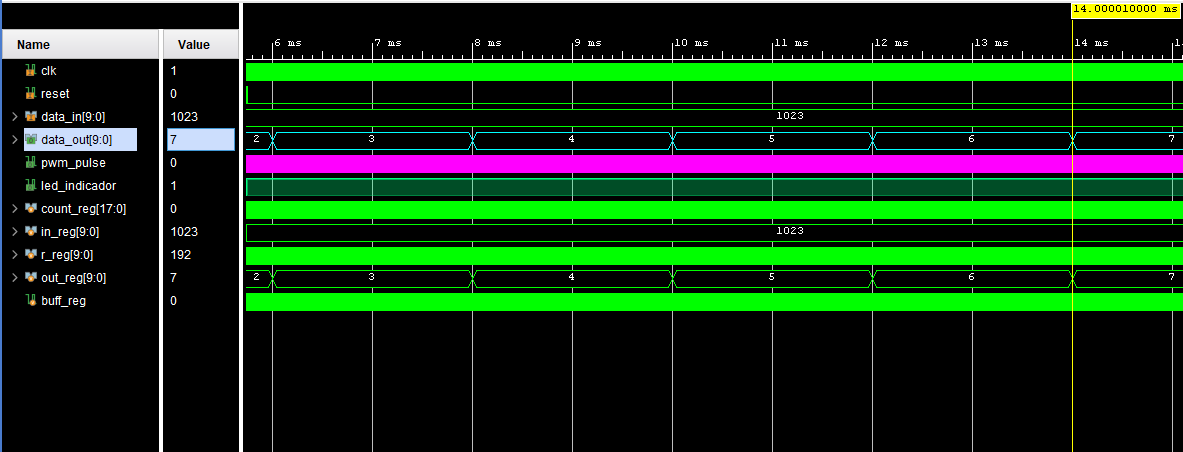 14.000010000 ms
Name Value
6 ms 7 ms 8 ms 9 ms 10 ms 11 ms 12 ms 13 ms 14 ms 1
clk 1
reset 0
data_in[9:0] 1023 1023
data_out[9:0] 7 2 3 4 5 6 7
pwm_pulse 0
led_indicador 1
count_reg[17:0] 0
in_reg[9:0] 1023 1023
r_reg[9:0] 192
out_reg[9:0] 7 2 3 4 5 6 7
buff_reg 0